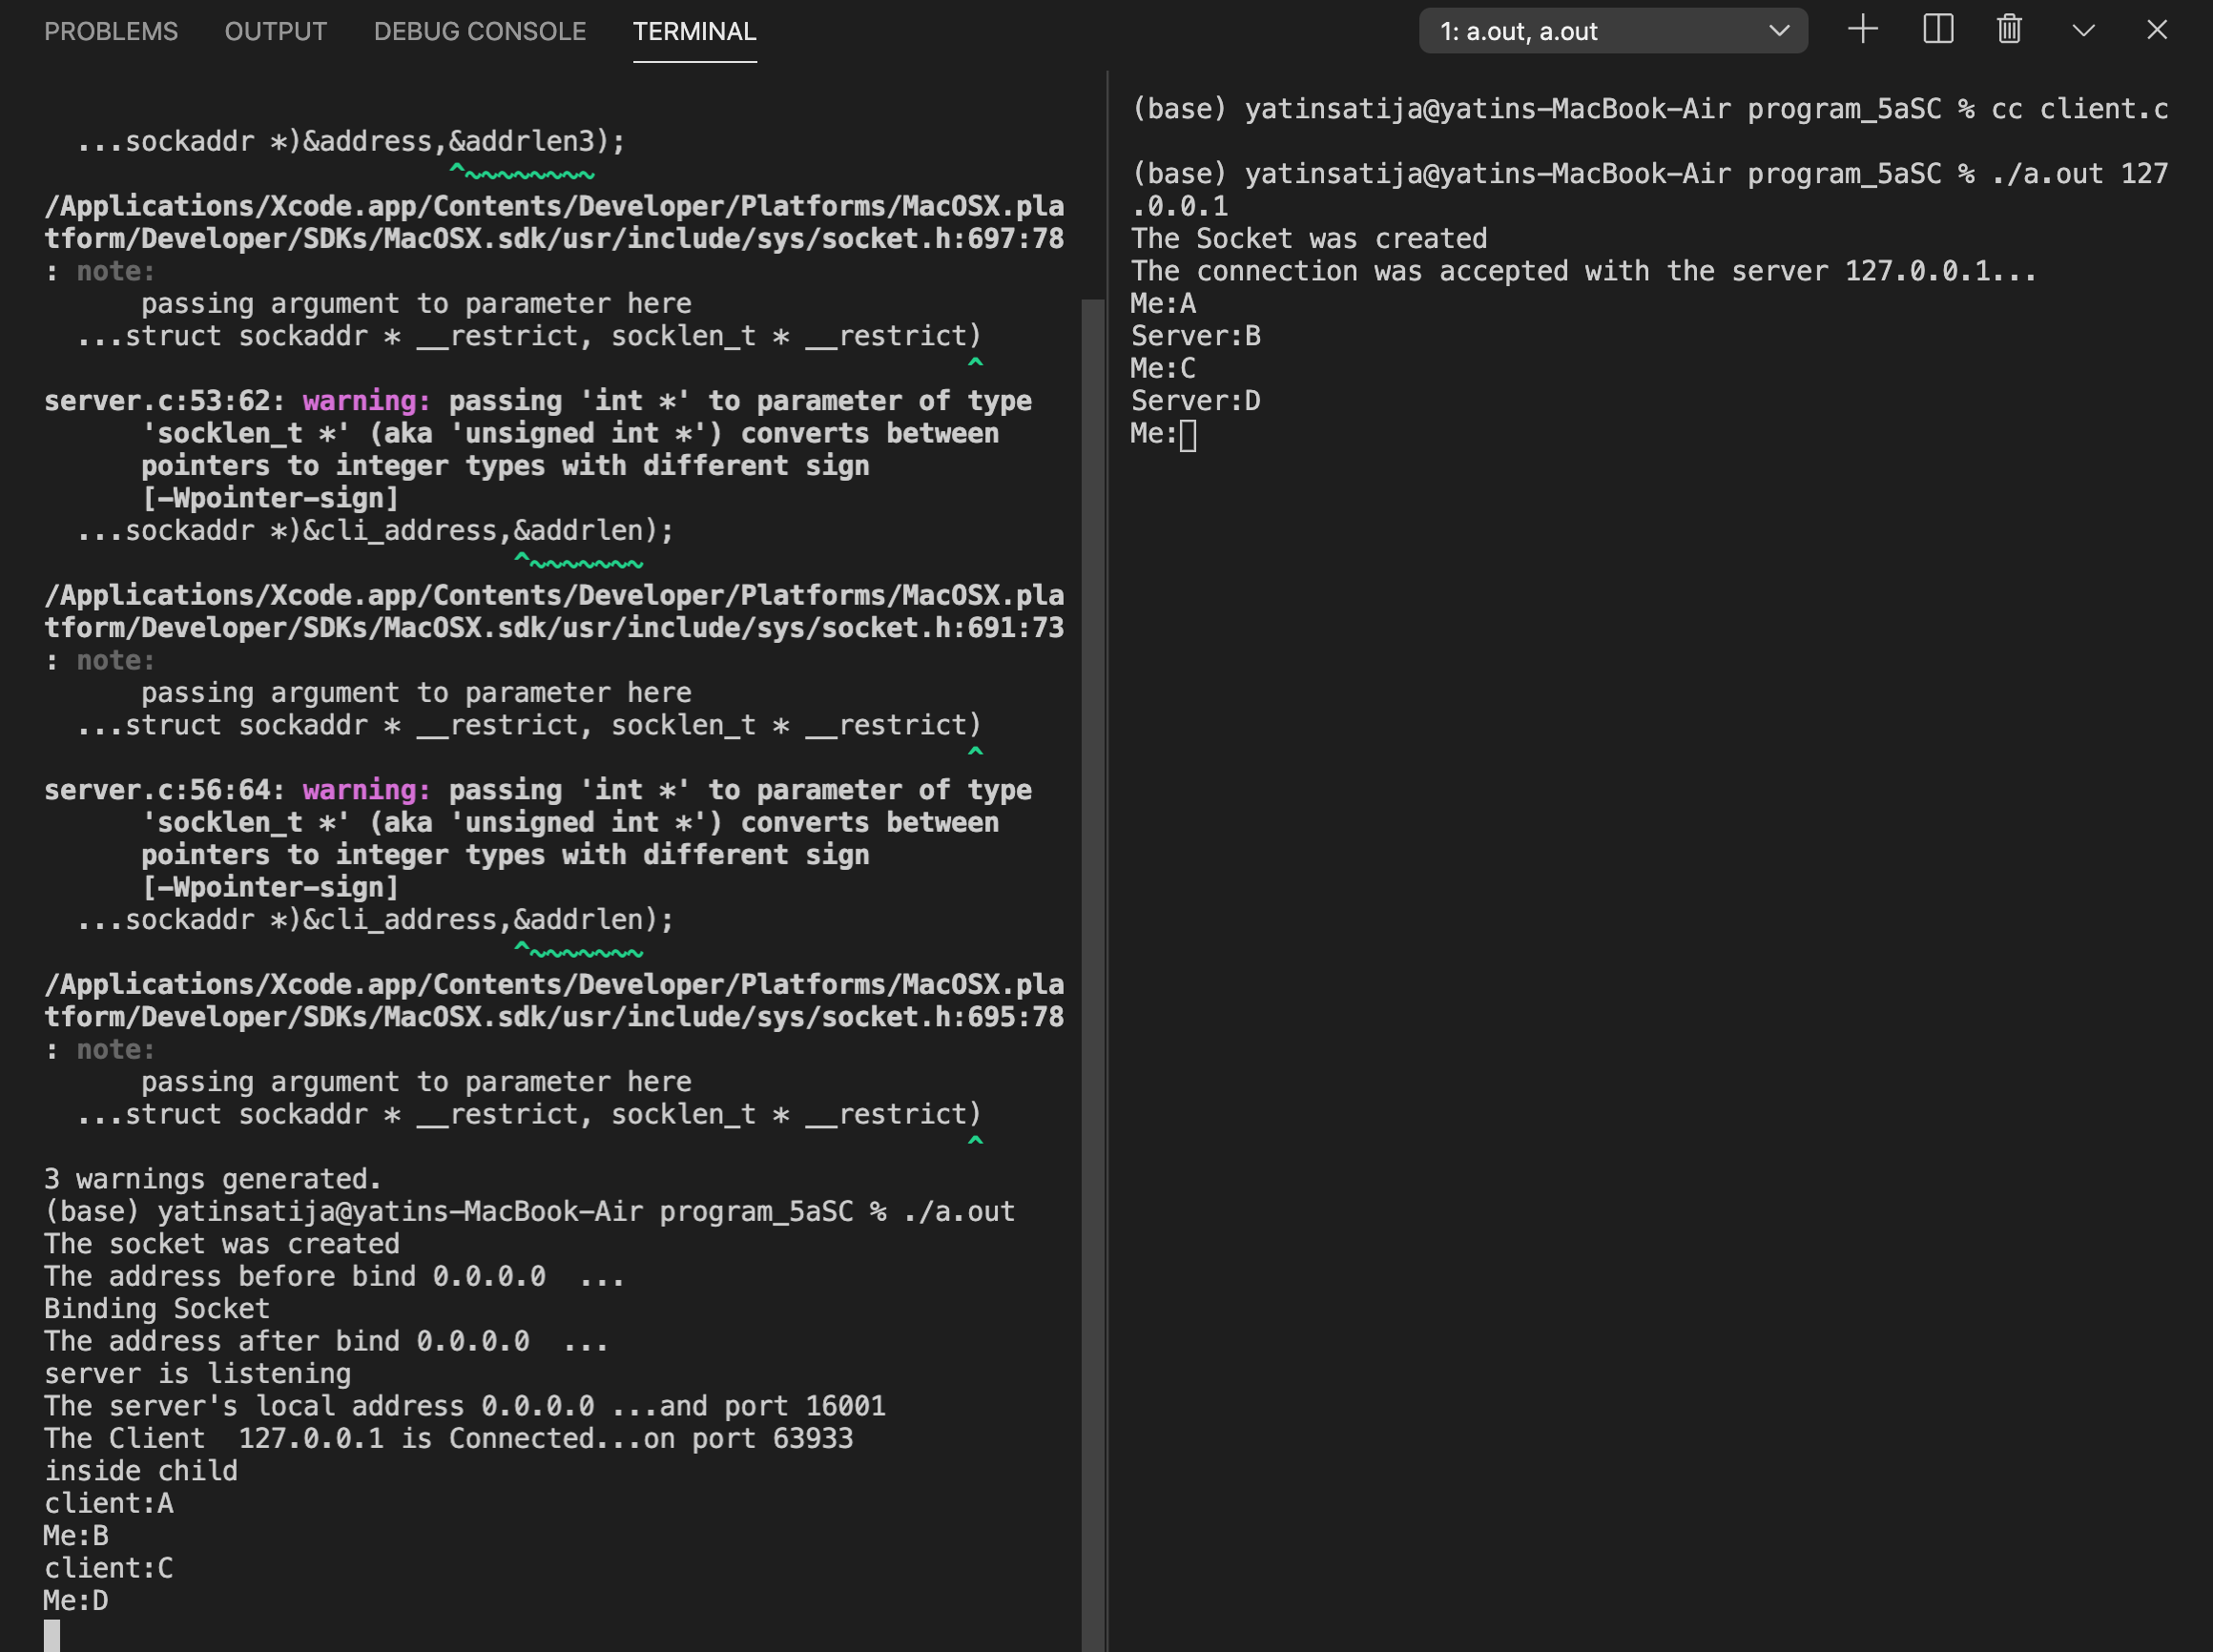 PROBLEMS OUTPUT DEBUG CONSOLE TERMINAL 1: a.out, a.out
...sockaddr *)&address,&addrlen3);
^~~~~~~~~
/Applications/Xcode.app/Contents/Developer/Platforms/MacOSX.pla
tform/Developer/SDKs/MacOSX.sdk/usr/include/sys/socket.h:697:78
: note:
passing argument to parameter here
...struct sockaddr * __restrict, socklen_t * __restrict)
^
server.c:53:62: warning: passing 'int *' to parameter of type
'socklen_t *' (aka 'unsigned int *') converts between
pointers to integer types with different sign
[-Wpointer-sign]
...sockaddr *)&cli_address,&addrlen);
^~~~~~~~
/Applications/Xcode.app/Contents/Developer/Platforms/MacOSX.pla
tform/Developer/SDKs/MacOSX.sdk/usr/include/sys/socket.h:691:73
: note:
passing argument to parameter here
...struct sockaddr * __restrict, socklen_t * __restrict)
^
server.c:56:64: warning: passing 'int *' to parameter of type
'socklen_t *' (aka 'unsigned int *') converts between
pointers to integer types with different sign
[-Wpointer-sign]
...sockaddr *)&cli_address,&addrlen);
^~~~~~~~
/Applications/Xcode.app/Contents/Developer/Platforms/MacOSX.pla
tform/Developer/SDKs/MacOSX.sdk/usr/include/sys/socket.h:695:78
: note:
passing argument to parameter here
...struct sockaddr * __restrict, socklen_t * __restrict)
^
3 warnings generated.
(base) yatinsatija@yatins-MacBook-Air program_5aSC % ./a.out
The socket was created
The address before bind 0.0.0.0  ...
Binding Socket
The address after bind 0.0.0.0  ...
server is listening
The server's local address 0.0.0.0 ...and port 16001
The Client  127.0.0.1 is Connected...on port 63933
inside child
client:A
Me:B
client:C
Me:D
(base) yatinsatija@yatins-MacBook-Air program_5aSC % cc client.c
(base) yatinsatija@yatins-MacBook-Air program_5aSC % ./a.out 127
.0.0.1
The Socket was created
The connection was accepted with the server 127.0.0.1...
Me:A
Server:B
Me:C
Server:D
Me: